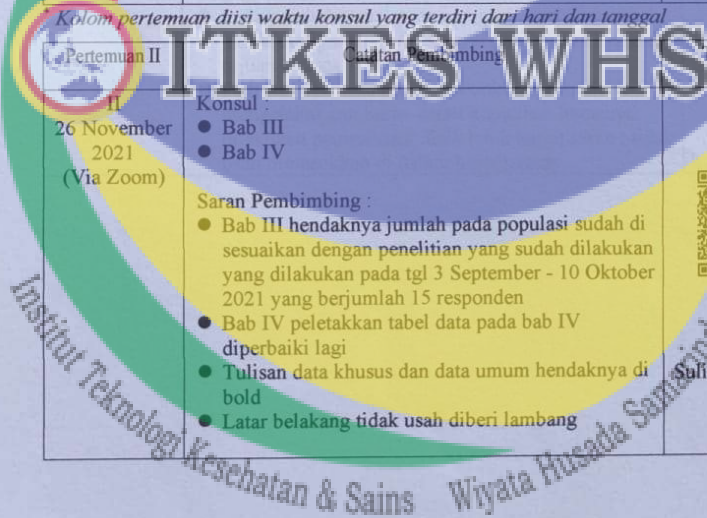 Kolom pertemuan diisi waktu konsul yang terdiri dari hari dan tanggal
Pertemuan II
Catatan Pembimbing
ITKES WHS
II
26 November
2021
(Via Zoom)
Konsul :
● Bab III
● Bab IV
Saran Pembimbing :
● Bab III hendaknya jumlah pada populasi sudah di
sesuaikan dengan penelitian yang sudah dilakukan
yang dilakukan pada tgl 3 September - 10 Oktober
2021 yang berjumlah 15 responden
● Bab IV peletakkan tabel data pada bab IV
diperbaiki lagi
● Tulisan data khusus dan data umum hendaknya di
bold
● Latar belakang tidak usah diberi lambang
Institut Teknologi Kesehatan & Sains Wiyata Husada